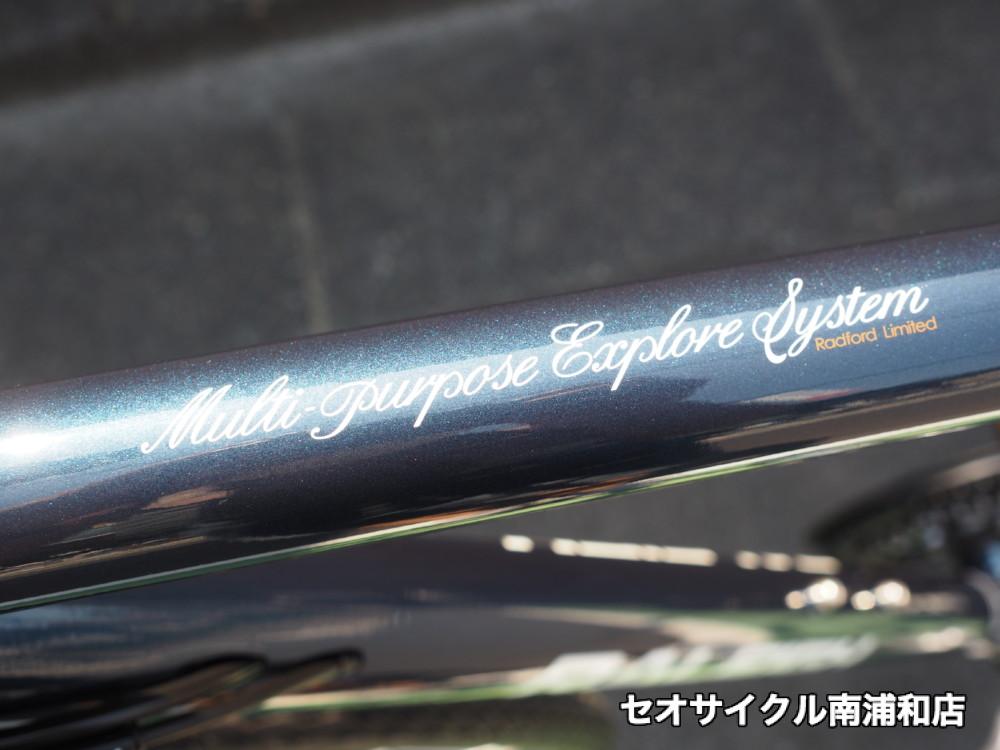 Multi-purpose Explore System
Radford Limited
セオサイクル南浦和店